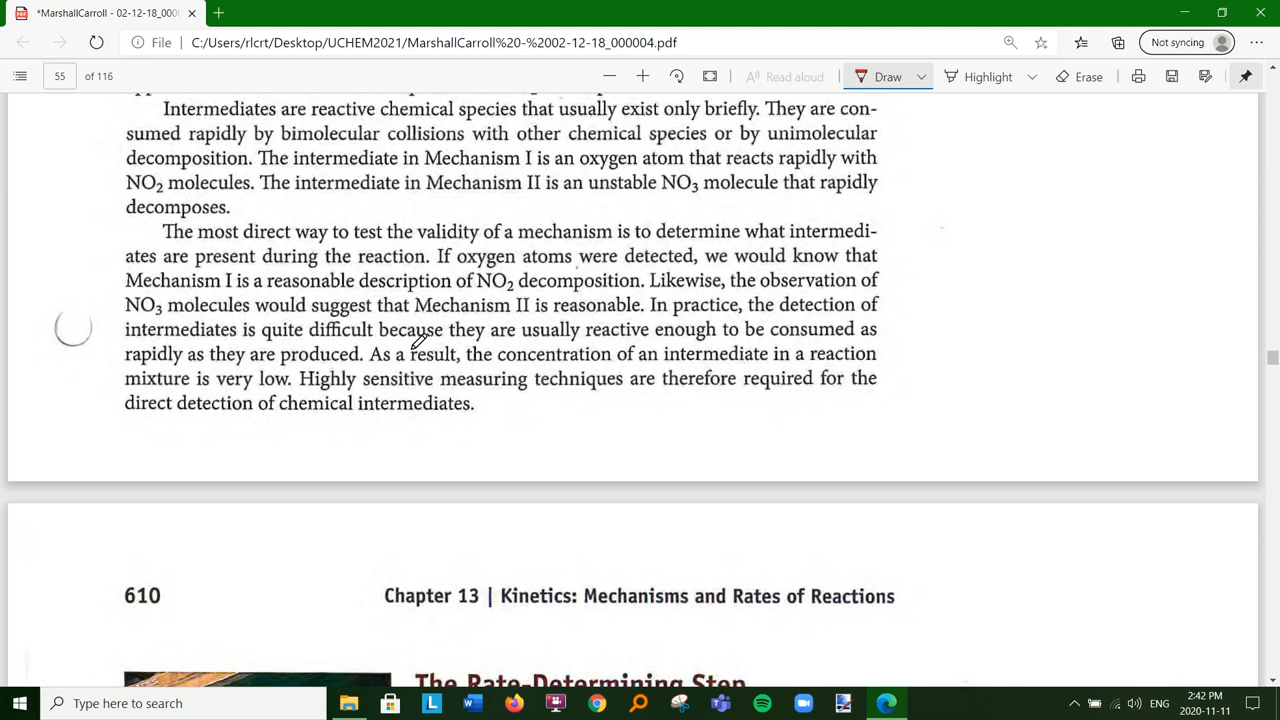 *MarshallCarroll - 02-12-18_000(
File
C:/Users/rlcrt/Desktop/UCHEM2021/MarshallCarroll%20-%2002-12-18_000004.pdf
Not syncing
55 of 116
Read aloud
Draw
Highlight
Erase
Intermediates are reactive chemical species that usually exist only briefly. They are con-
sumed rapidly by bimolecular collisions with other chemical species or by unimolecular
decomposition. The intermediate in Mechanism I is an oxygen atom that reacts rapidly with
NO₂ molecules. The intermediate in Mechanism II is an unstable NO₃ molecule that rapidly
decomposes.
The most direct way to test the validity of a mechanism is to determine what intermedi-
ates are present during the reaction. If oxygen atoms were detected, we would know that
Mechanism I is a reasonable description of NO₂ decomposition. Likewise, the observation of
NO₃ molecules would suggest that Mechanism II is reasonable. In practice, the detection of
intermediates is quite difficult because they are usually reactive enough to be consumed as
rapidly as they are produced. As a result, the concentration of an intermediate in a reaction
mixture is very low. Highly sensitive measuring techniques are therefore required for the
direct detection of chemical intermediates.
610 Chapter 13 | Kinetics: Mechanisms and Rates of Reactions
The Rate-Determining Step
Type here to search
ENG
2:42 PM
2020-11-11